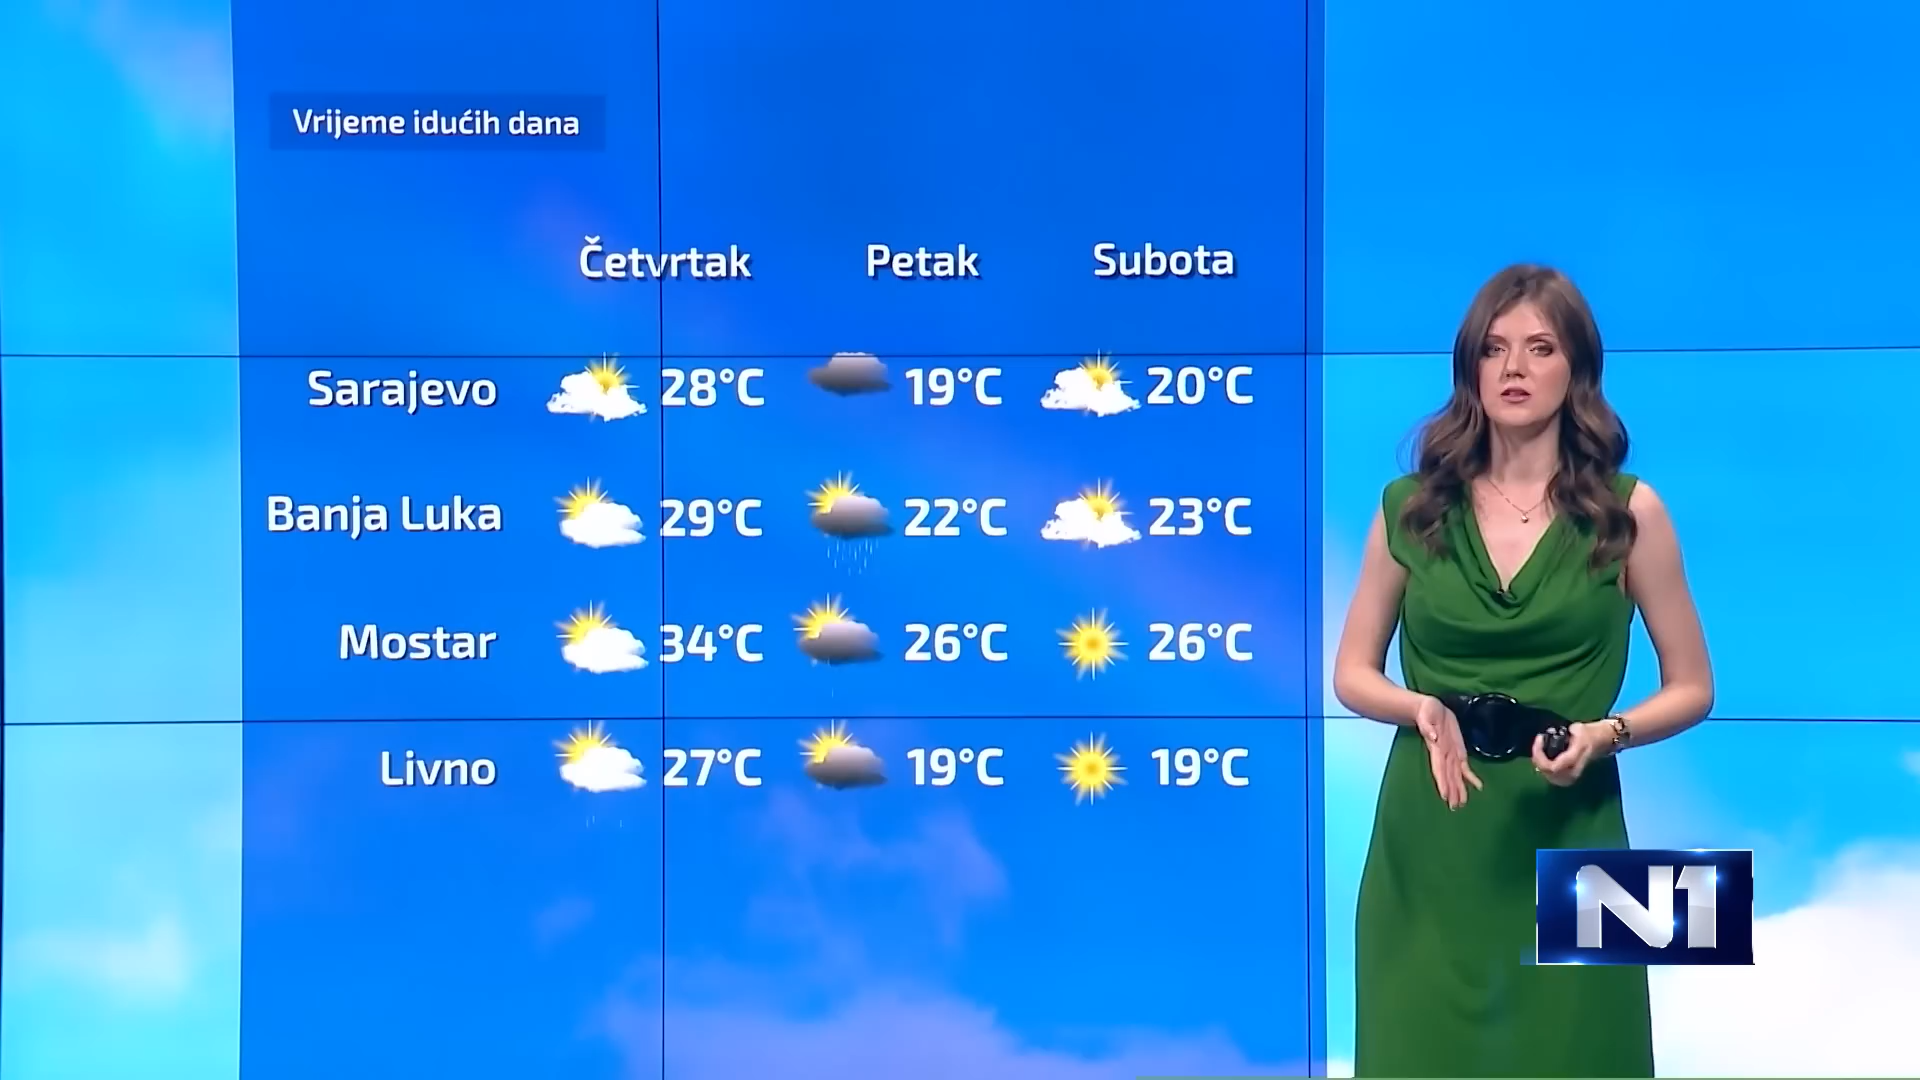 Vrijeme idućih dana
Četvrtak Petak Subota
Sarajevo 28°C 19°C 20°C
Banja Luka 29°C 22°C 23°C
Mostar 34°C 26°C 26°C
Livno 27°C 19°C 19°C
N1